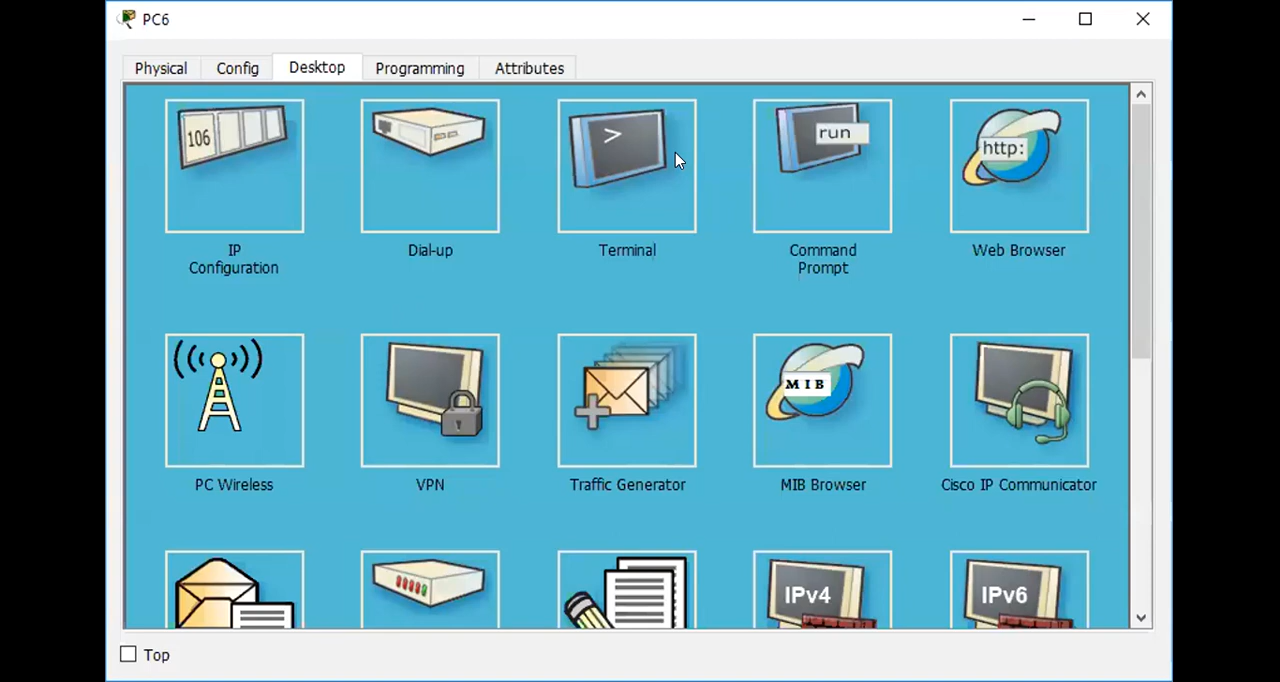 PC6
Physical
Config
Desktop
Programming
Attributes
106
>
run
http:
IP
Configuration
Dial-up
Terminal
Command
Prompt
Web Browser
MIB
PC Wireless
VPN
Traffic Generator
MIB Browser
Cisco IP Communicator
IPv4
IPv6
Top